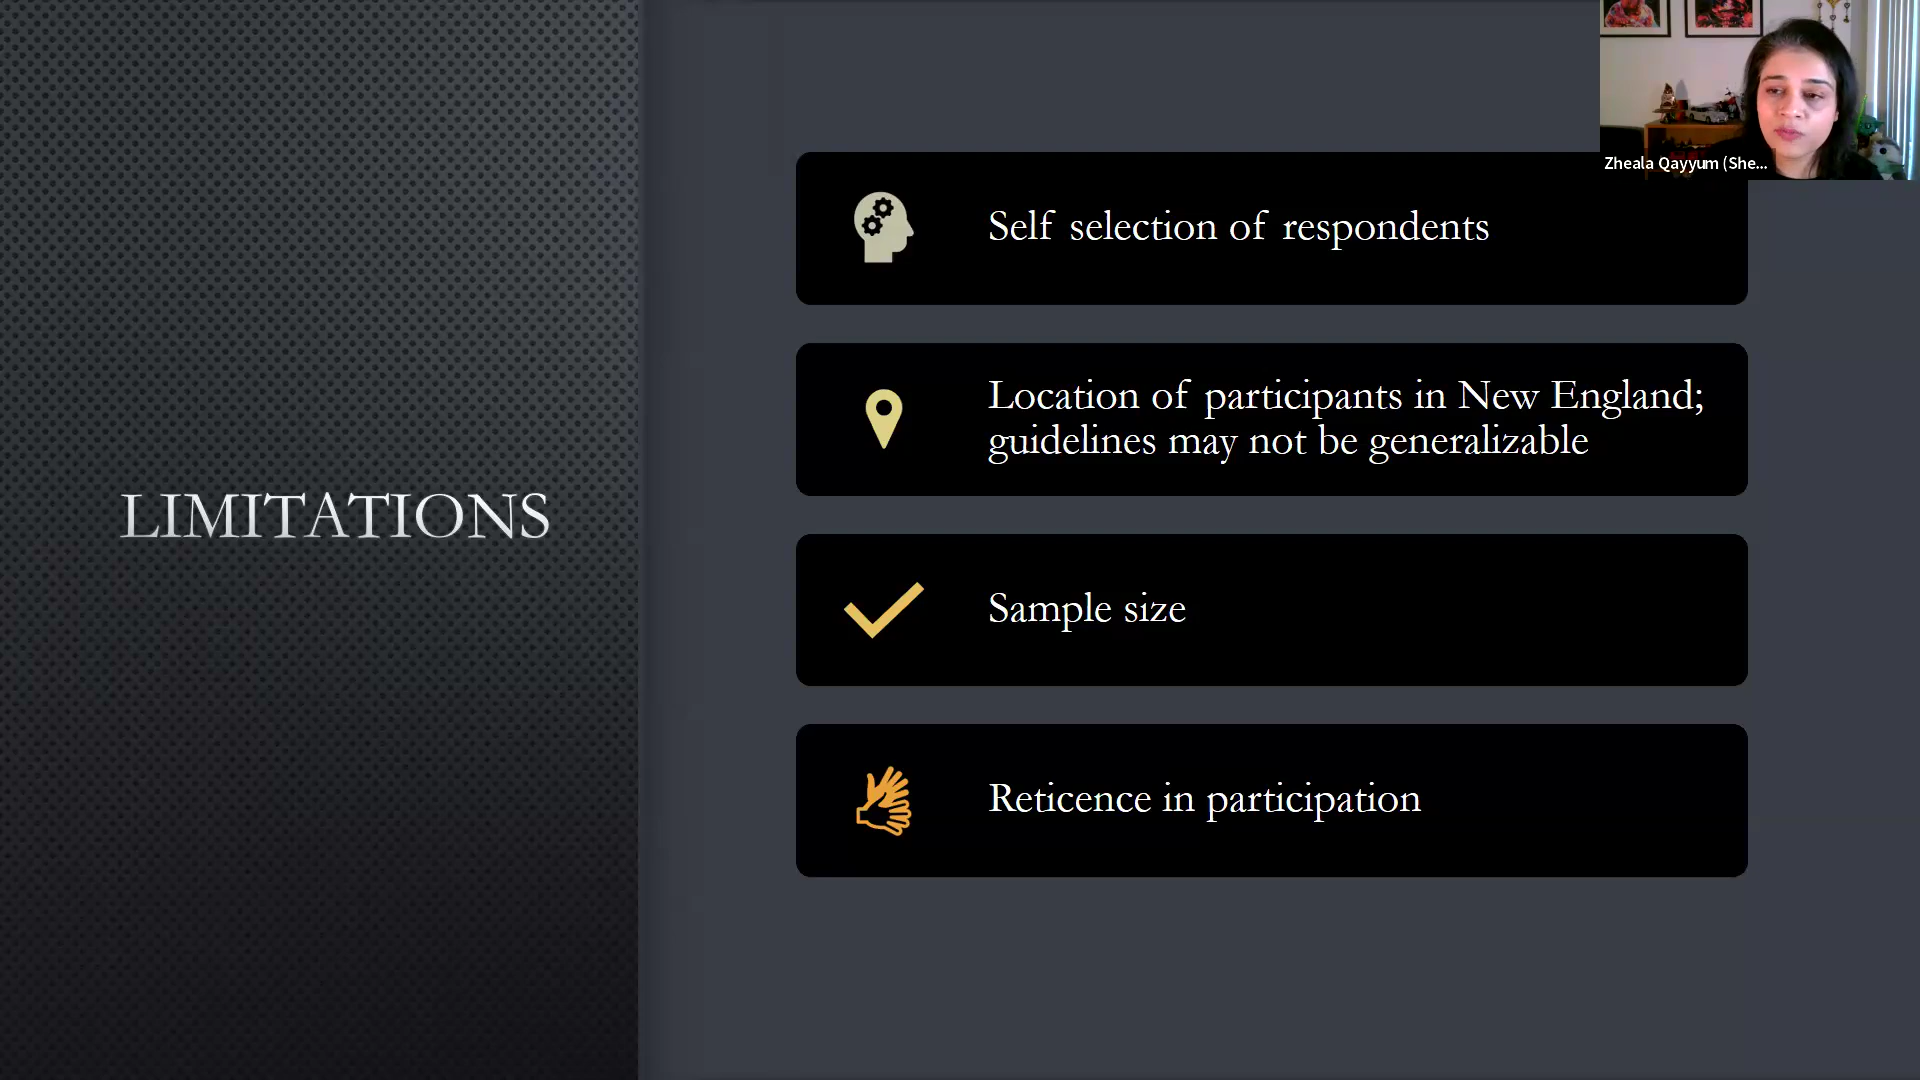 Zheala Qayyum (She...
LIMITATIONS
Self selection of respondents
Location of participants in New England;
guidelines may not be generalizable
Sample size
Reticence in participation